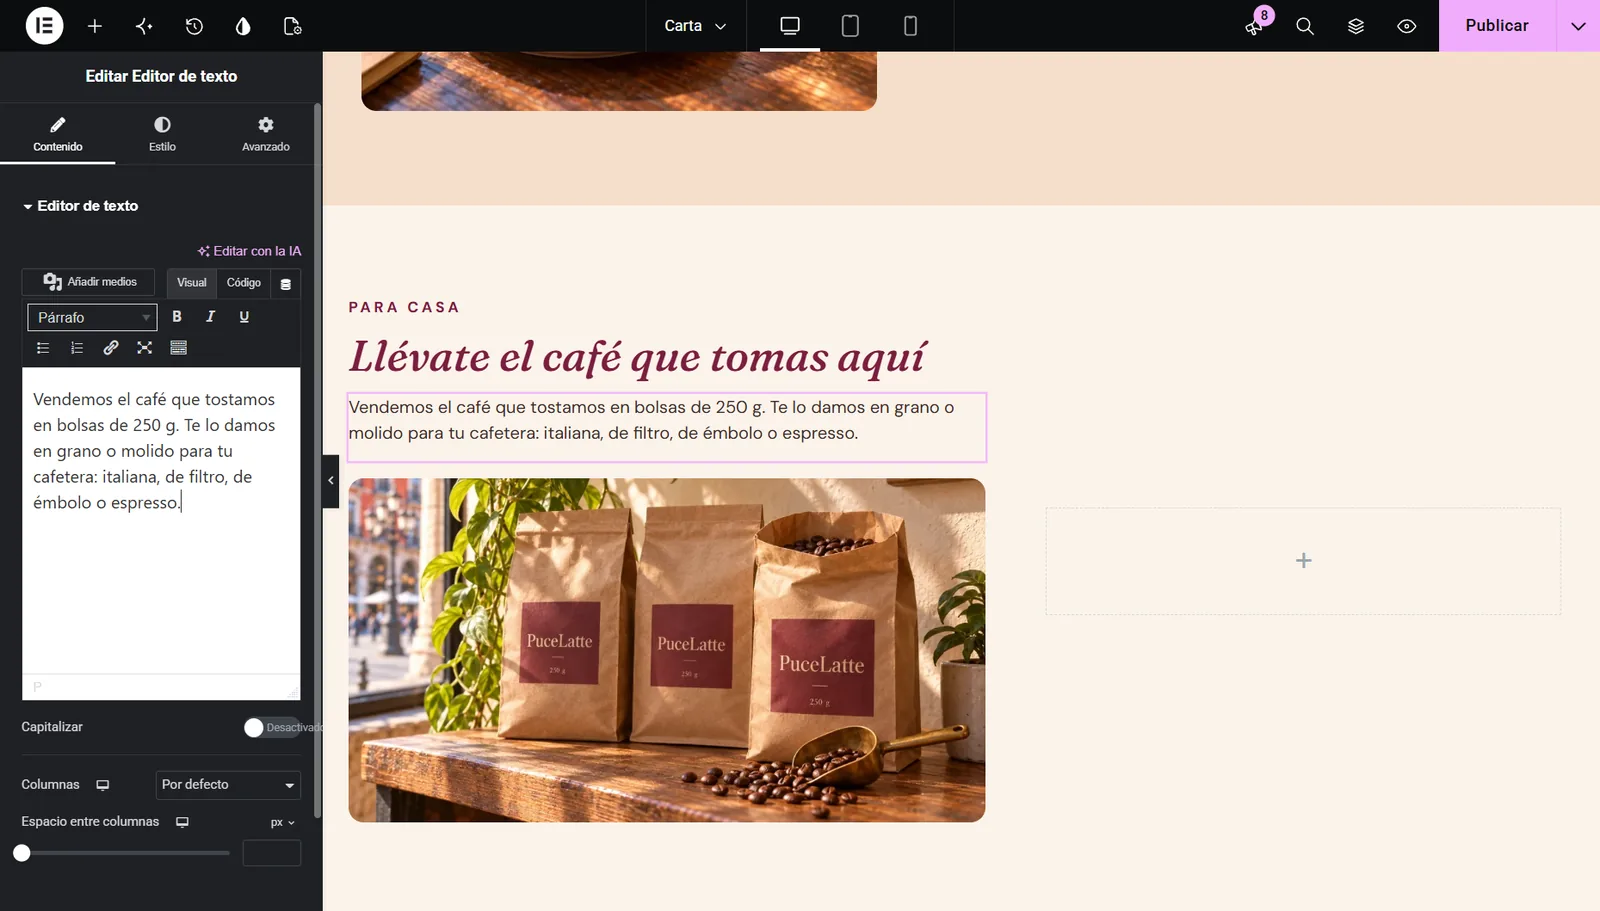 Carta
8
Publicar
Editar Editor de texto
Contenido
Estilo
Avanzado
Editor de texto
Editar con la IA
Añadir medios
Visual
Código
Párrafo
B
I
U
Vendemos el café que tostamos
en bolsas de 250 g. Te lo damos
en grano o molido para tu
cafetera: italiana, de filtro, de
émbolo o espresso.
P
Capitalizar
Desactivado
Columnas
Por defecto
Espacio entre columnas
px
PARA CASA
Llévate el café que tomas aquí
Vendemos el café que tostamos en bolsas de 250 g. Te lo damos en grano o
molido para tu cafetera: italiana, de filtro, de émbolo o espresso.
PuceLatte
250 g
PuceLatte
250 g
PuceLatte
250 g